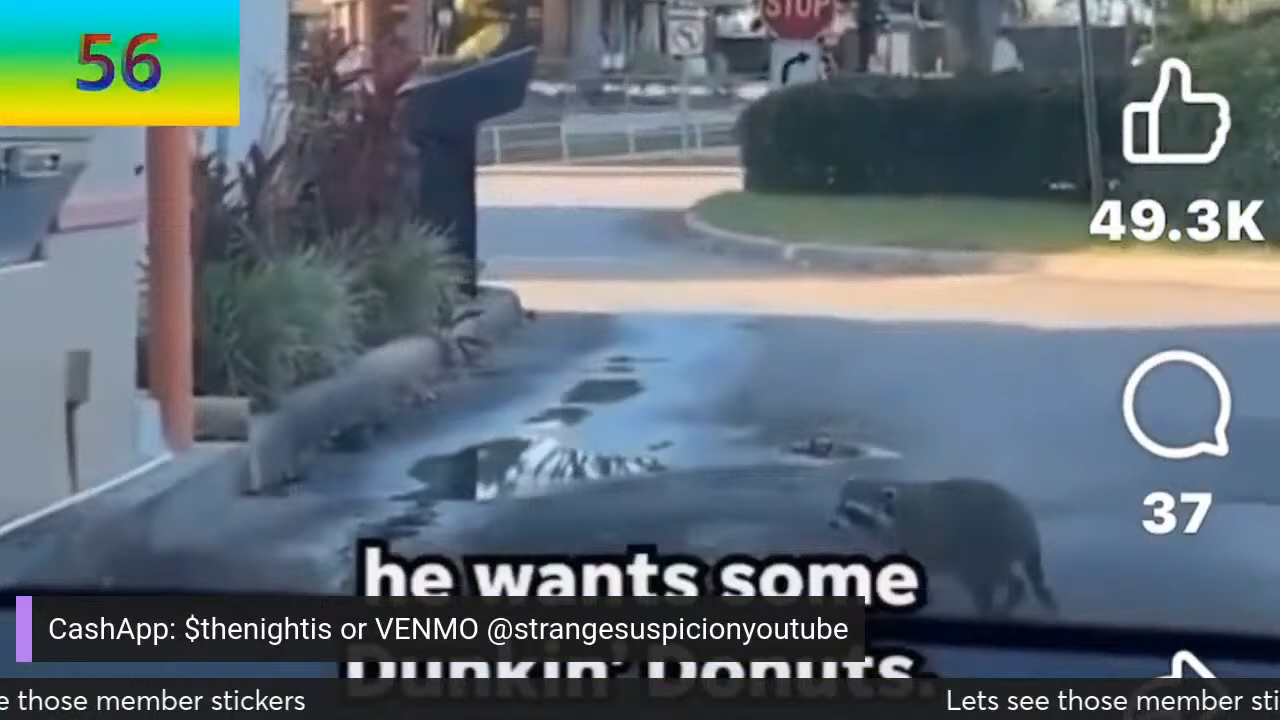 56
STOP
49.3K
37
he wants some
Dunkin' Donuts.
CashApp: $thenightis or VENMO @strangesuspicionyoutube
e those member stickers
Lets see those member sti